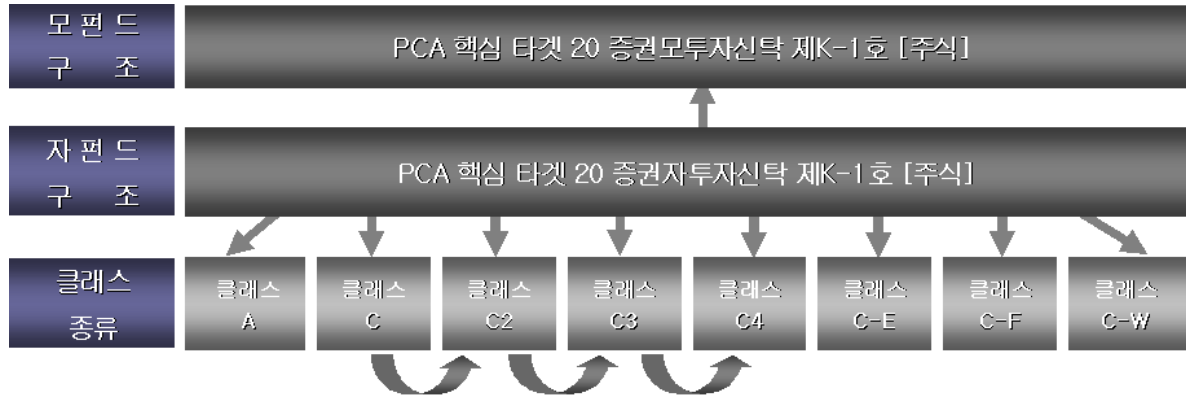 모 펀 드
구 조
PCA 핵심 타겟 20 증권모투자신탁 제K-1호 [주식]
자 펀 드
구 조
PCA 핵심 타겟 20 증권자투자신탁 제K-1호 [주식]
클래스
종류
클래스
A
클래스
C
클래스
C2
클래스
C3
클래스
C4
클래스
C-E
클래스
C-F
클래스
C-W